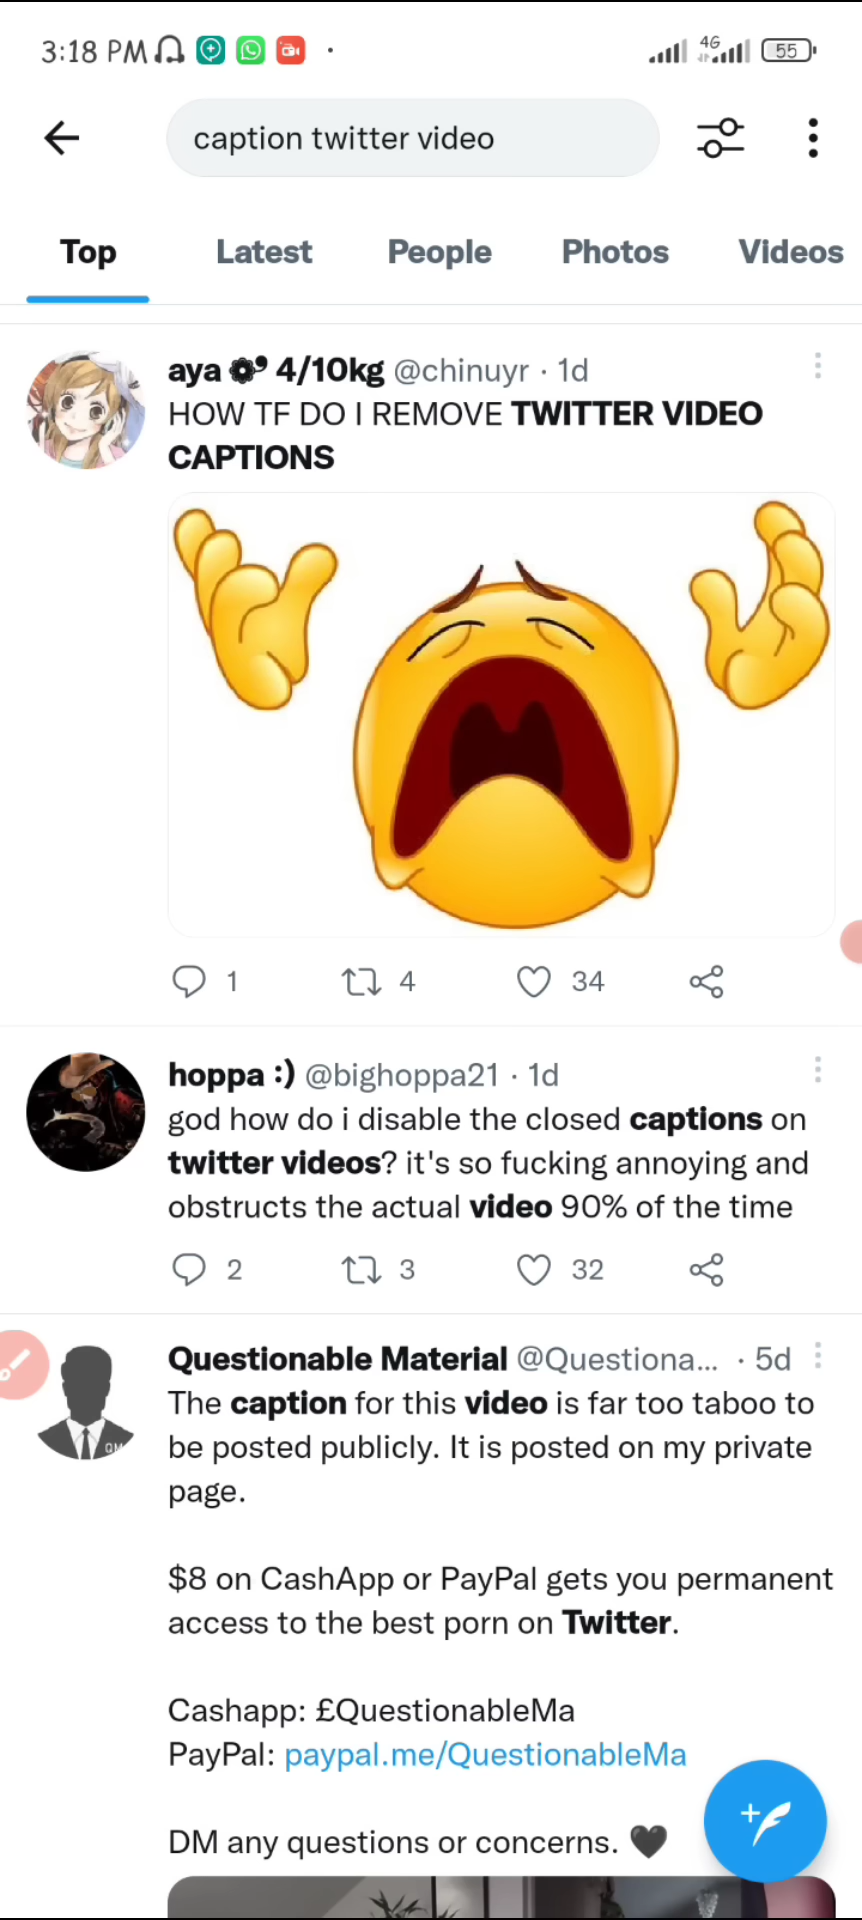 3:18 PM
4G
55
caption twitter video
Top Latest People Photos Videos
aya 4/10kg @chinuyr · 1d
HOW TF DO I REMOVE TWITTER VIDEO
CAPTIONS
1 4 34
hoppa :) @bighoppa21 · 1d
god how do i disable the closed captions on
twitter videos? it's so fucking annoying and
obstructs the actual video 90% of the time
2 3 32
Questionable Material @Questiona... · 5d
The caption for this video is far too taboo to
be posted publicly. It is posted on my private
page.
$8 on CashApp or PayPal gets you permanent
access to the best porn on Twitter.
Cashapp: £QuestionableMa
PayPal: paypal.me/QuestionableMa
DM any questions or concerns. 🖤
QM